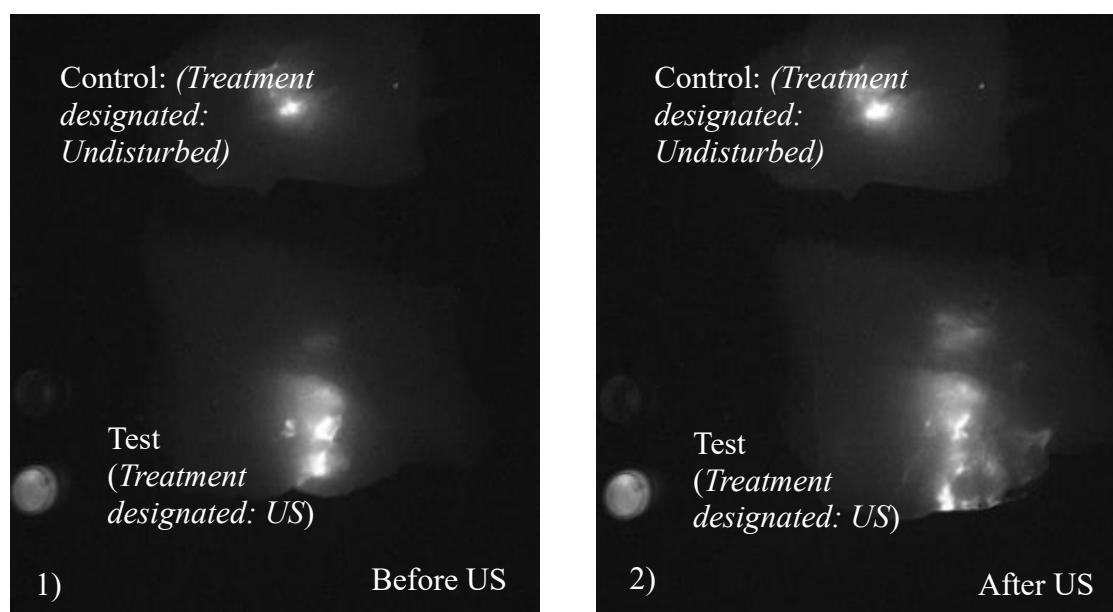 Control: (Treatment
designated:
Undisturbed)
Test
(Treatment
designated: US)
1)
Before US
Control: (Treatment
designated:
Undisturbed)
Test
(Treatment
designated: US)
2)
After US